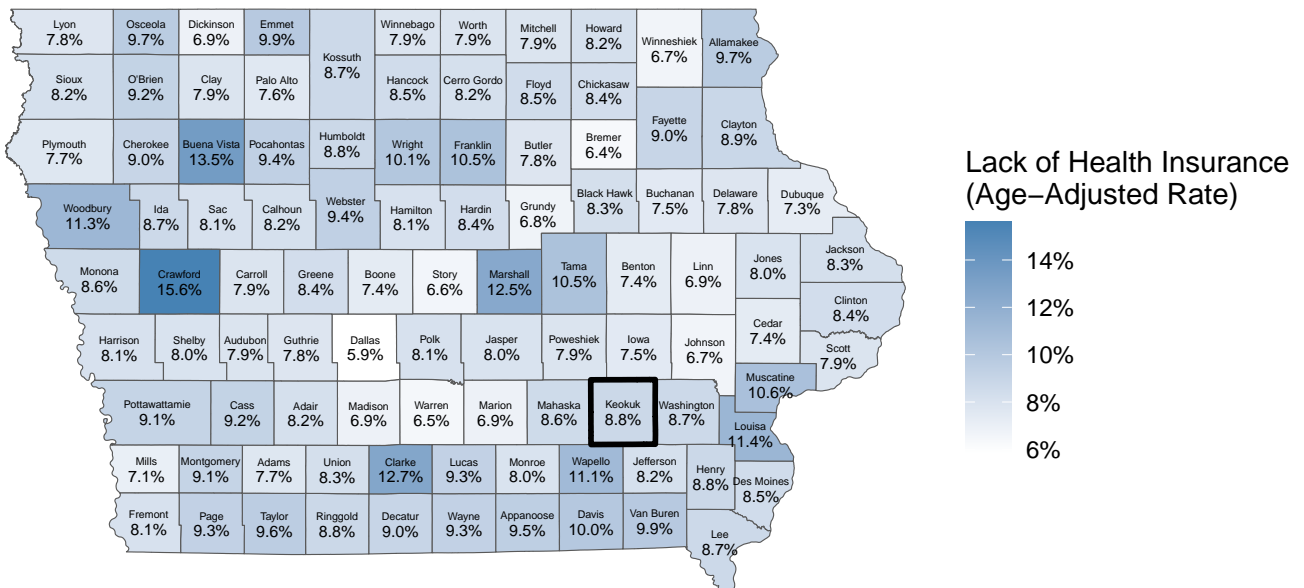 Lyon
7.8%
Osceola
9.7%
Dickinson
6.9%
Emmet
9.9%
Kossuth
8.7%
Winnebago
7.9%
Worth
7.9%
Mitchell
7.9%
Howard
8.2%
Winneshiek
6.7%
Allamakee
9.7%
Sioux
8.2%
O'Brien
9.2%
Clay
7.9%
Palo Alto
7.6%
Hancock
8.5%
Cerro Gordo
8.2%
Floyd
8.5%
Chickasaw
8.4%
Fayette
9.0%
Clayton
8.9%
Plymouth
7.7%
Cherokee
9.0%
Buena Vista
13.5%
Pocahontas
9.4%
Humboldt
8.8%
Wright
10.1%
Franklin
10.5%
Butler
7.8%
Bremer
6.4%
Woodbury
11.3%
Ida
8.7%
Sac
8.1%
Calhoun
8.2%
Webster
9.4%
Hamilton
8.1%
Hardin
8.4%
Grundy
6.8%
Black Hawk
8.3%
Buchanan
7.5%
Delaware
7.8%
Dubuque
7.3%
Monona
8.6%
Crawford
15.6%
Carroll
7.9%
Greene
8.4%
Boone
7.4%
Story
6.6%
Marshall
12.5%
Tama
10.5%
Benton
7.4%
Linn
6.9%
Jones
8.0%
Jackson
8.3%
Clinton
8.4%
Harrison
8.1%
Shelby
8.0%
Audubon
7.9%
Guthrie
7.8%
Dallas
5.9%
Polk
8.1%
Jasper
8.0%
Poweshiek
7.9%
Iowa
7.5%
Johnson
6.7%
Cedar
7.4%
Scott
7.9%
Muscatine
10.6%
Pottawattamie
9.1%
Cass
9.2%
Adair
8.2%
Madison
6.9%
Warren
6.5%
Marion
6.9%
Mahaska
8.6%
Keokuk
8.8%
Washington
8.7%
Louisa
11.4%
Mills
7.1%
Montgomery
9.1%
Adams
7.7%
Union
8.3%
Clarke
12.7%
Lucas
9.3%
Monroe
8.0%
Wapello
11.1%
Jefferson
8.2%
Henry
8.8%
Des Moines
8.5%
Fremont
8.1%
Page
9.3%
Taylor
9.6%
Ringgold
8.8%
Decatur
9.0%
Wayne
9.3%
Appanoose
9.5%
Davis
10.0%
Van Buren
9.9%
Lee
8.7%
Lack of Health Insurance
(Age−Adjusted Rate)
14%
12%
10%
8%
6%